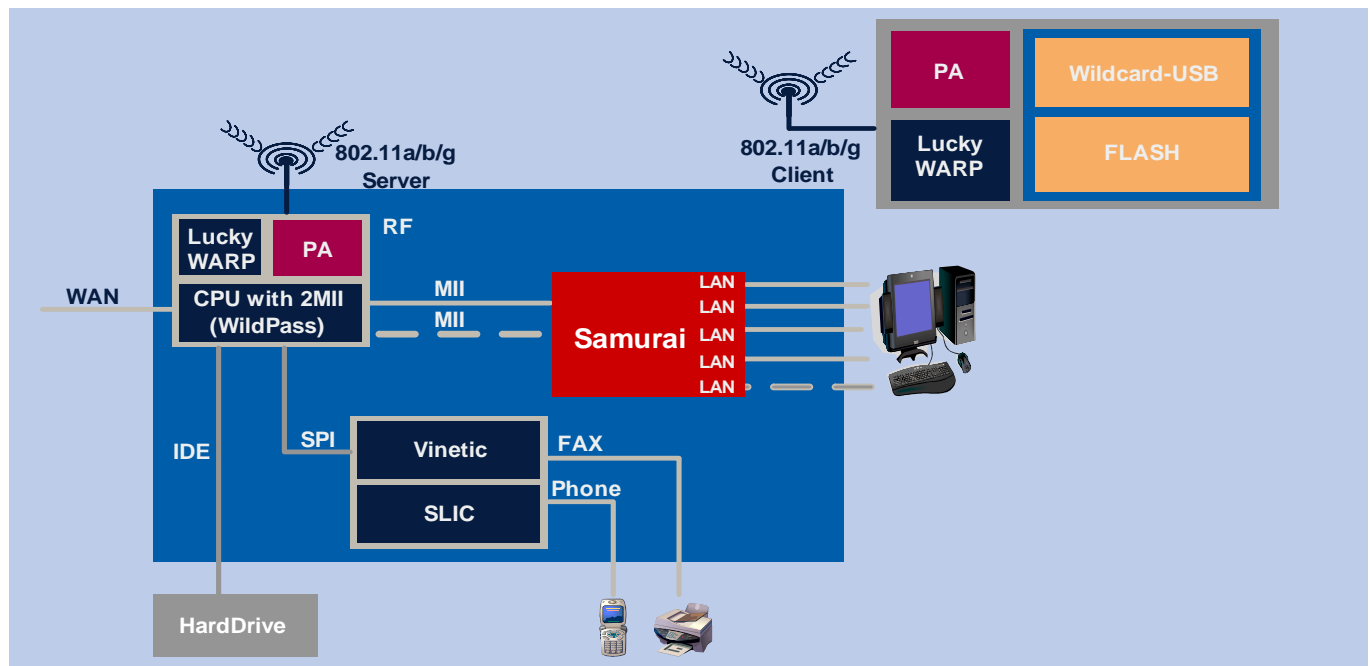 PA
Wildcard-USB
Lucky
WARP
FLASH
802.11a/b/g
Client
802.11a/b/g
Server
RF
Lucky
WARP
PA
WAN
CPU with 2MII
(WildPass)
MII
MII
Samurai
LAN
LAN
LAN
LAN
LAN
IDE
SPI
Vinetic
SLIC
FAX
Phone
HardDrive